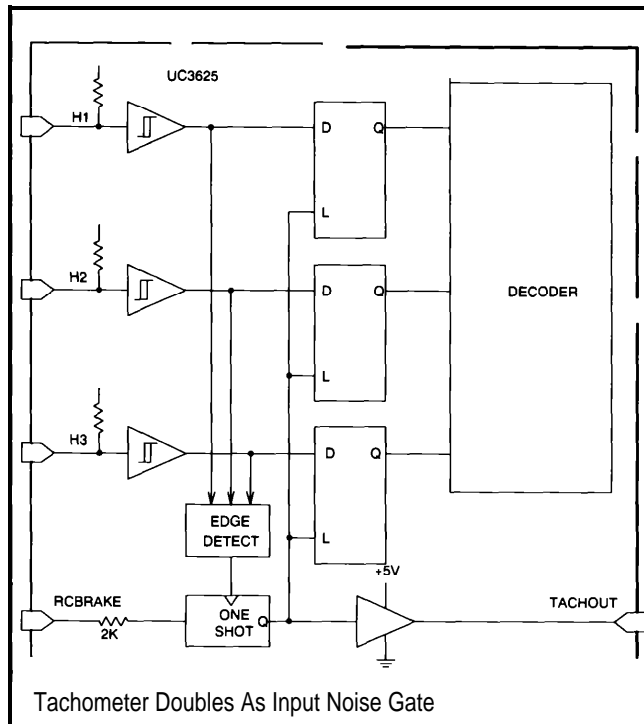 UC3625
H1
D Q
L
H2
D Q
DECODER
L
H3
D Q
EDGE
DETECT
L
+5V
RCBRAKE
ONE
SHOT
Q
TACHOUT
2K
Tachometer Doubles As Input Noise Gate